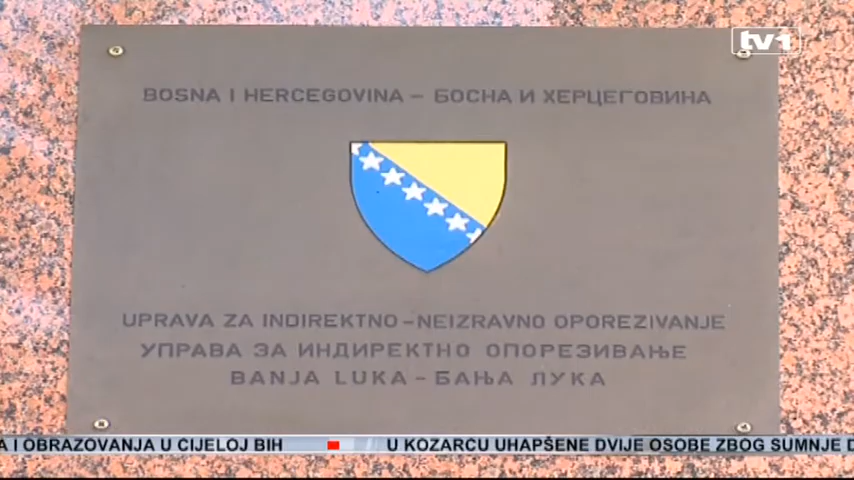 tv1
BOSNA I HERCEGOVINA – БОСНА И ХЕРЦЕГОВИНА
UPRAVA ZA INDIREKTNO-NEIZRAVNO OPOREZIVANJE
УПРАВА ЗА ИНДИРЕКТНО ОПОРЕЗИВАЊЕ
BANJA LUKA - БАЊА ЛУКА
A I OBRAZOVANJA U CIJELOJ BIH U KOZARCU UHAPŠENE DVIJE OSOBE ZBOG SUMNJE D